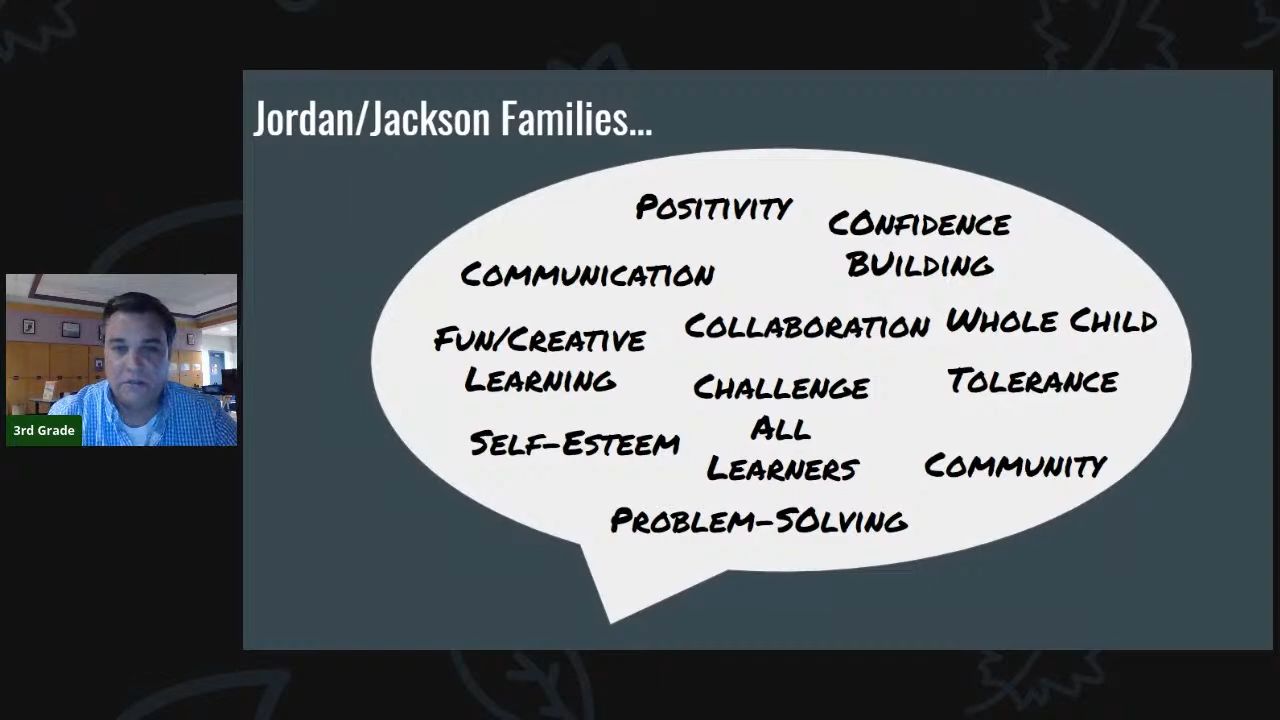 Jordan/Jackson Families...
Positivity
COnfidence
BUilding
Communication
Fun/Creative
Learning
Collaboration
Whole Child
Challenge
All
Learners
Tolerance
Self-Esteem
Community
Problem-SOlving
3rd Grade